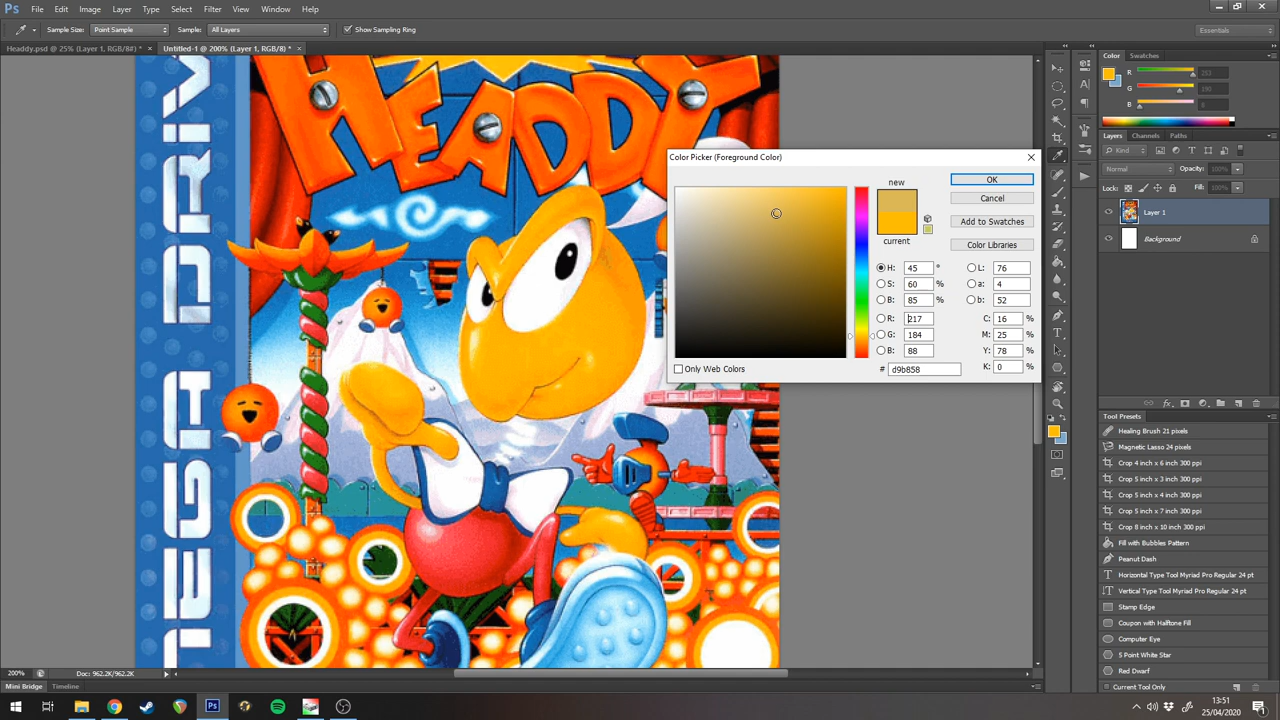 Ps File Edit Image Layer Type Select Filter View Window Help
Sample Size: Point Sample Sample: All Layers Show Sampling Ring Essentials
Headdy.psd @ 25% (Layer 1, RGB/8#) * × Untitled-1 @ 200% (Layer 1, RGB/8) * ×
HEADDY
MEGA DRIVE
Color Picker (Foreground Color)
new
current
OK
Cancel
Add to Swatches
Color Libraries
H: 45 ° L: 76
S: 60 % a: 4
B: 85 % b: 52
R: 217 C: 16 %
G: 184 M: 25 %
B: 88 Y: 78 %
# d9b858 K: 0 %
Only Web Colors
Color Swatches
R 253
G 180
B 8
Layers Channels Paths
Kind
Normal Opacity: 100%
Lock: Fill: 100%
Layer 1
Background
fx
Tool Presets
Healing Brush 21 pixels
Magnetic Lasso 24 pixels
Crop 4 inch x 6 inch 300 ppi
Crop 5 inch x 3 inch 300 ppi
Crop 5 inch x 4 inch 300 ppi
Crop 5 inch x 7 inch 300 ppi
Crop 8 inch x 10 inch 300 ppi
Fill with Bubbles Pattern
Peanut Dash
Horizontal Type Tool Myriad Pro Regular 24 pt
Vertical Type Tool Myriad Pro Regular 24 pt
Stamp Edge
Coupon with Halftone Fill
Computer Eye
5 Point White Star
Red Dwarf
Current Tool Only
200% Doc: 962.2K/962.2K
Mini Bridge Timeline
13:51
25/04/2020